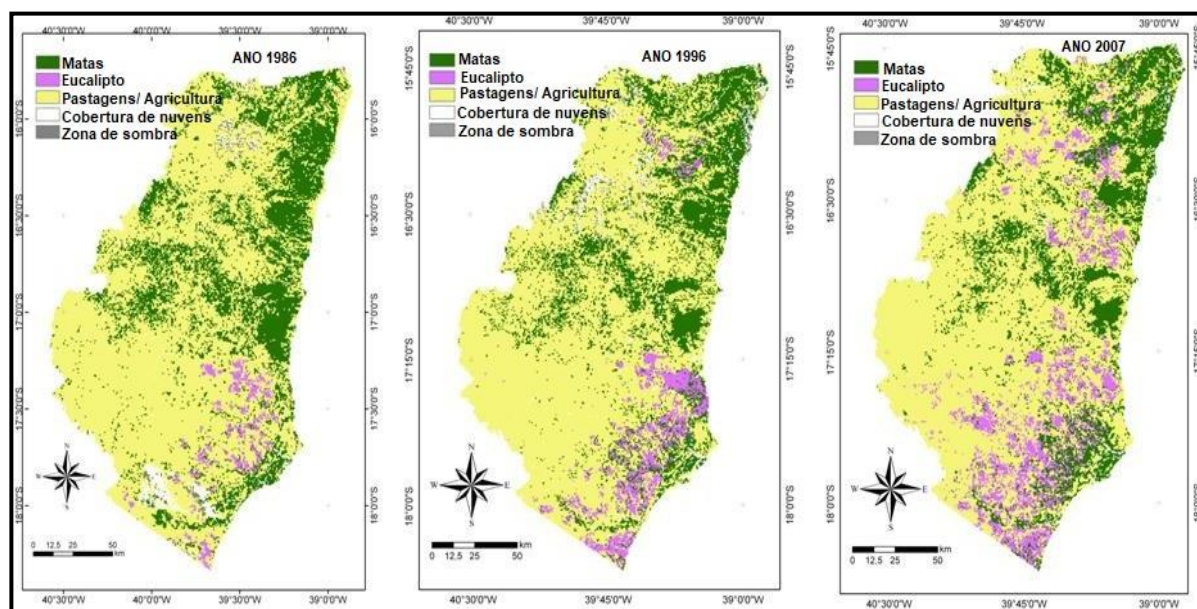 ANO 1986
Matas
Eucalipto
Pastagens/ Agricultura
Cobertura de nuvens
Zona de sombra
40°30'0"W 40°0'0"W 39°30'0"W 39°0'0"W
16°0'0"S
16°30'0"S
17°0'0"S
17°30'0"S
18°0'0"S
N
W E
S
0 12,5 25 50
km
40°30'0"W 40°0'0"W 39°30'0"W 39°0'0"W
40°30'0"W 39°45'0"W 39°0'0"W
ANO 1996
Matas
Eucalipto
Pastagens/ Agricultura
Cobertura de nuvens
Zona de sombra
15°45'0"S
16°30'0"S
17°15'0"S
18°0'0"S
N
W E
S
0 12,5 25 50
km
40°30'0"W 39°45'0"W 39°0'0"W
40°30'0"W 39°45'0"W 39°0'0"W
ANO 2007
Matas
Eucalipto
Pastagens/ Agricultura
Cobertura de nuvens
Zona de sombra
15°45'0"S
16°30'0"S
17°15'0"S
18°0'0"S
N
W E
S
0 12,5 25 50
km
40°30'0"W 39°45'0"W 39°0'0"W